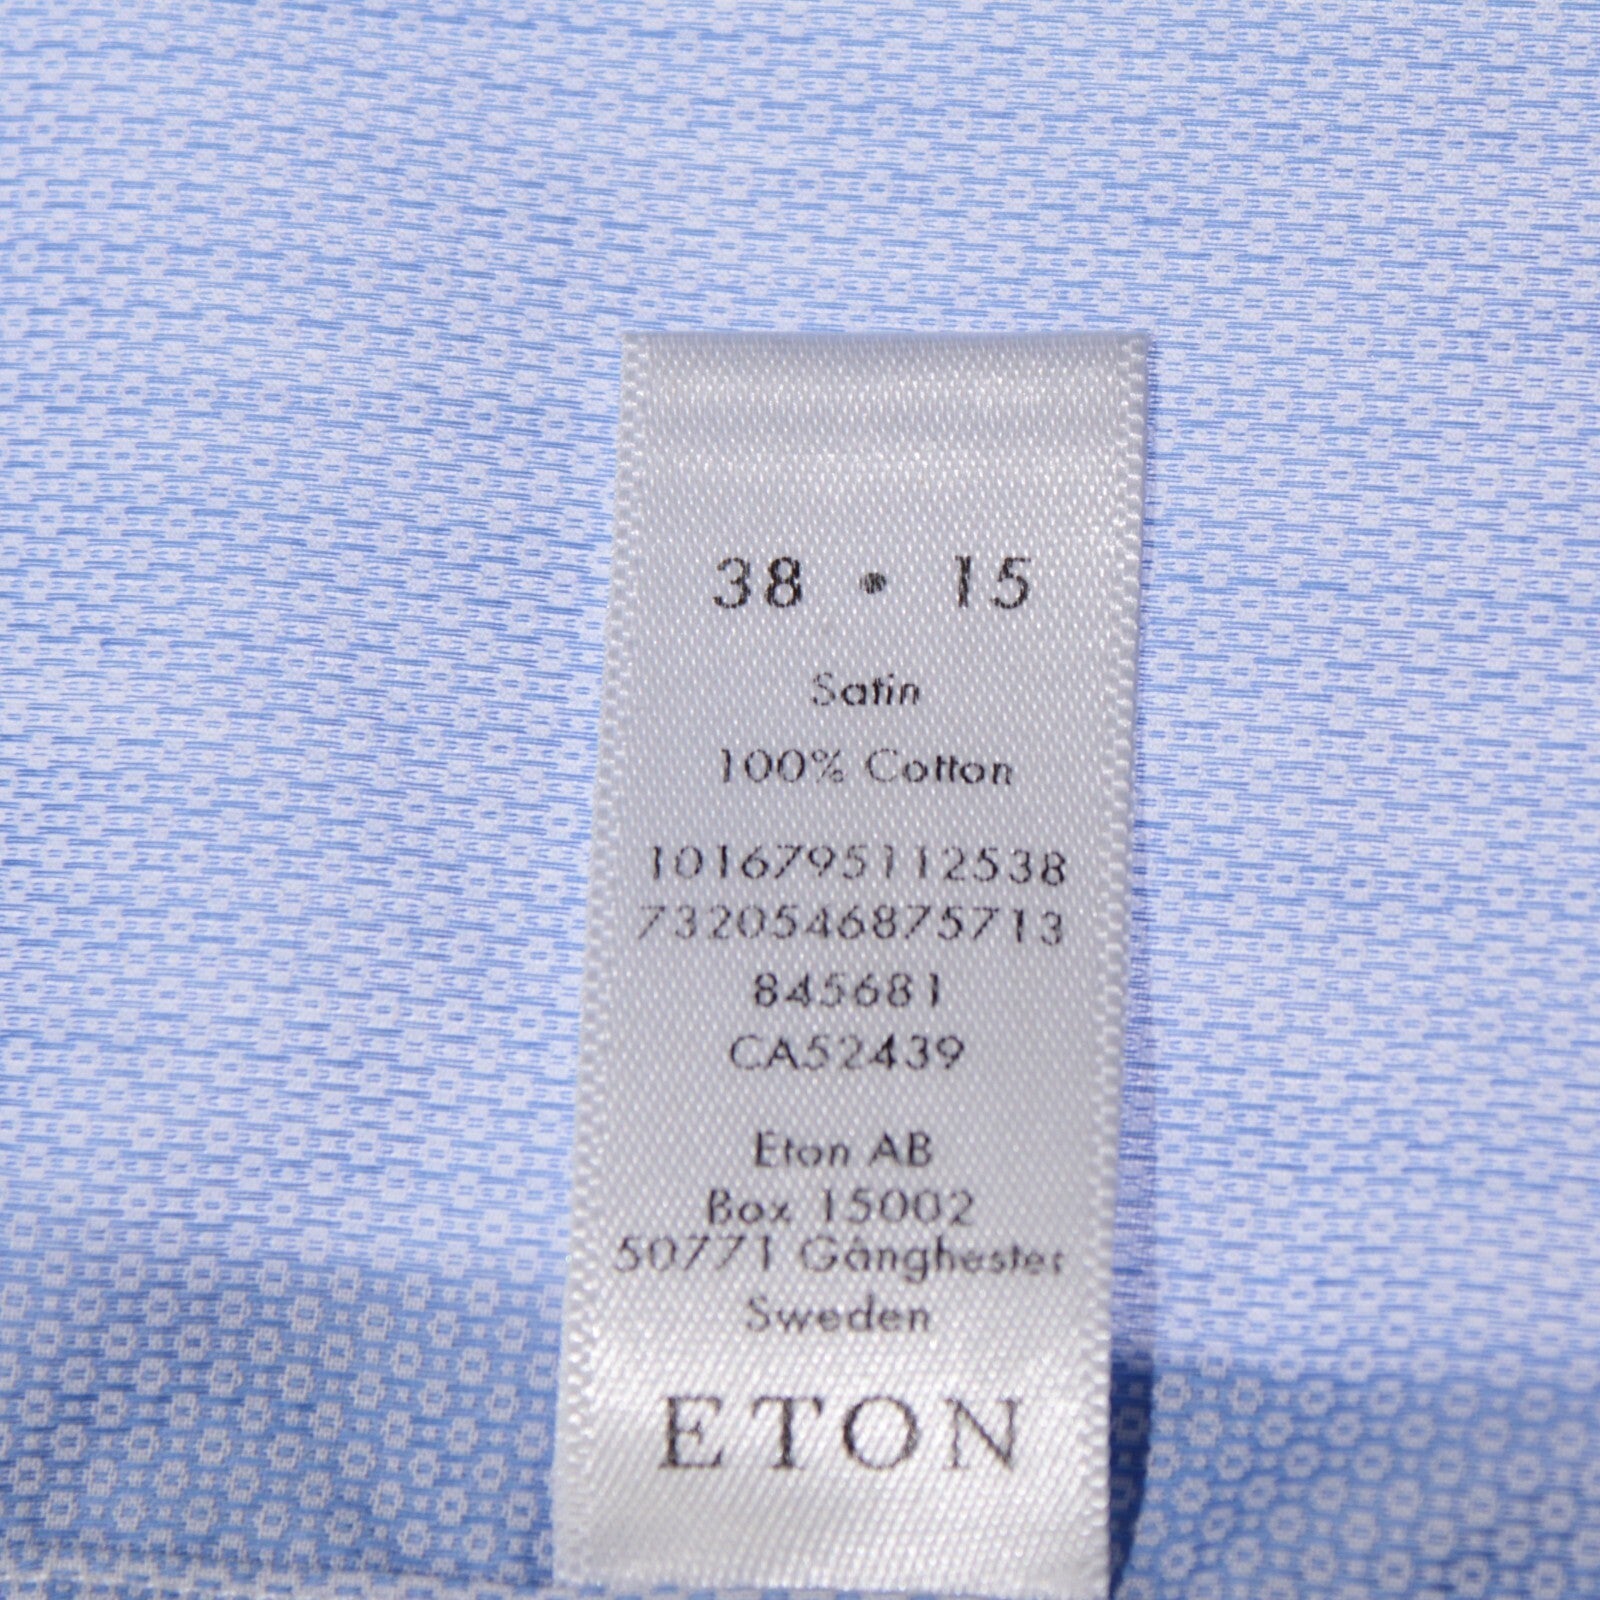 38 • 15
Satin
100% Cotton
1016795112538
7320546875713
845681
CA52439
Eton AB
Box 15002
50771 Gånghester
Sweden
ETON